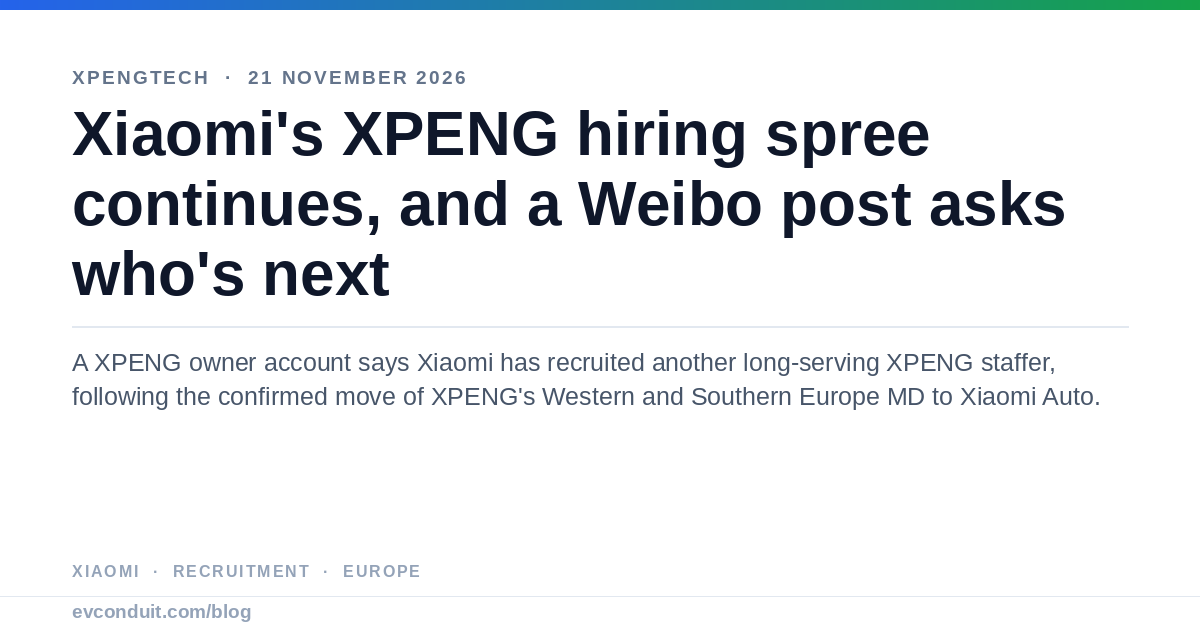 XPENGTECH · 21 NOVEMBER 2026
Xiaomi's XPENG hiring spree
continues, and a Weibo post asks
who's next
A XPENG owner account says Xiaomi has recruited another long-serving XPENG staffer,
following the confirmed move of XPENG's Western and Southern Europe MD to Xiaomi Auto.
XIAOMI · RECRUITMENT · EUROPE
evconduit.com/blog